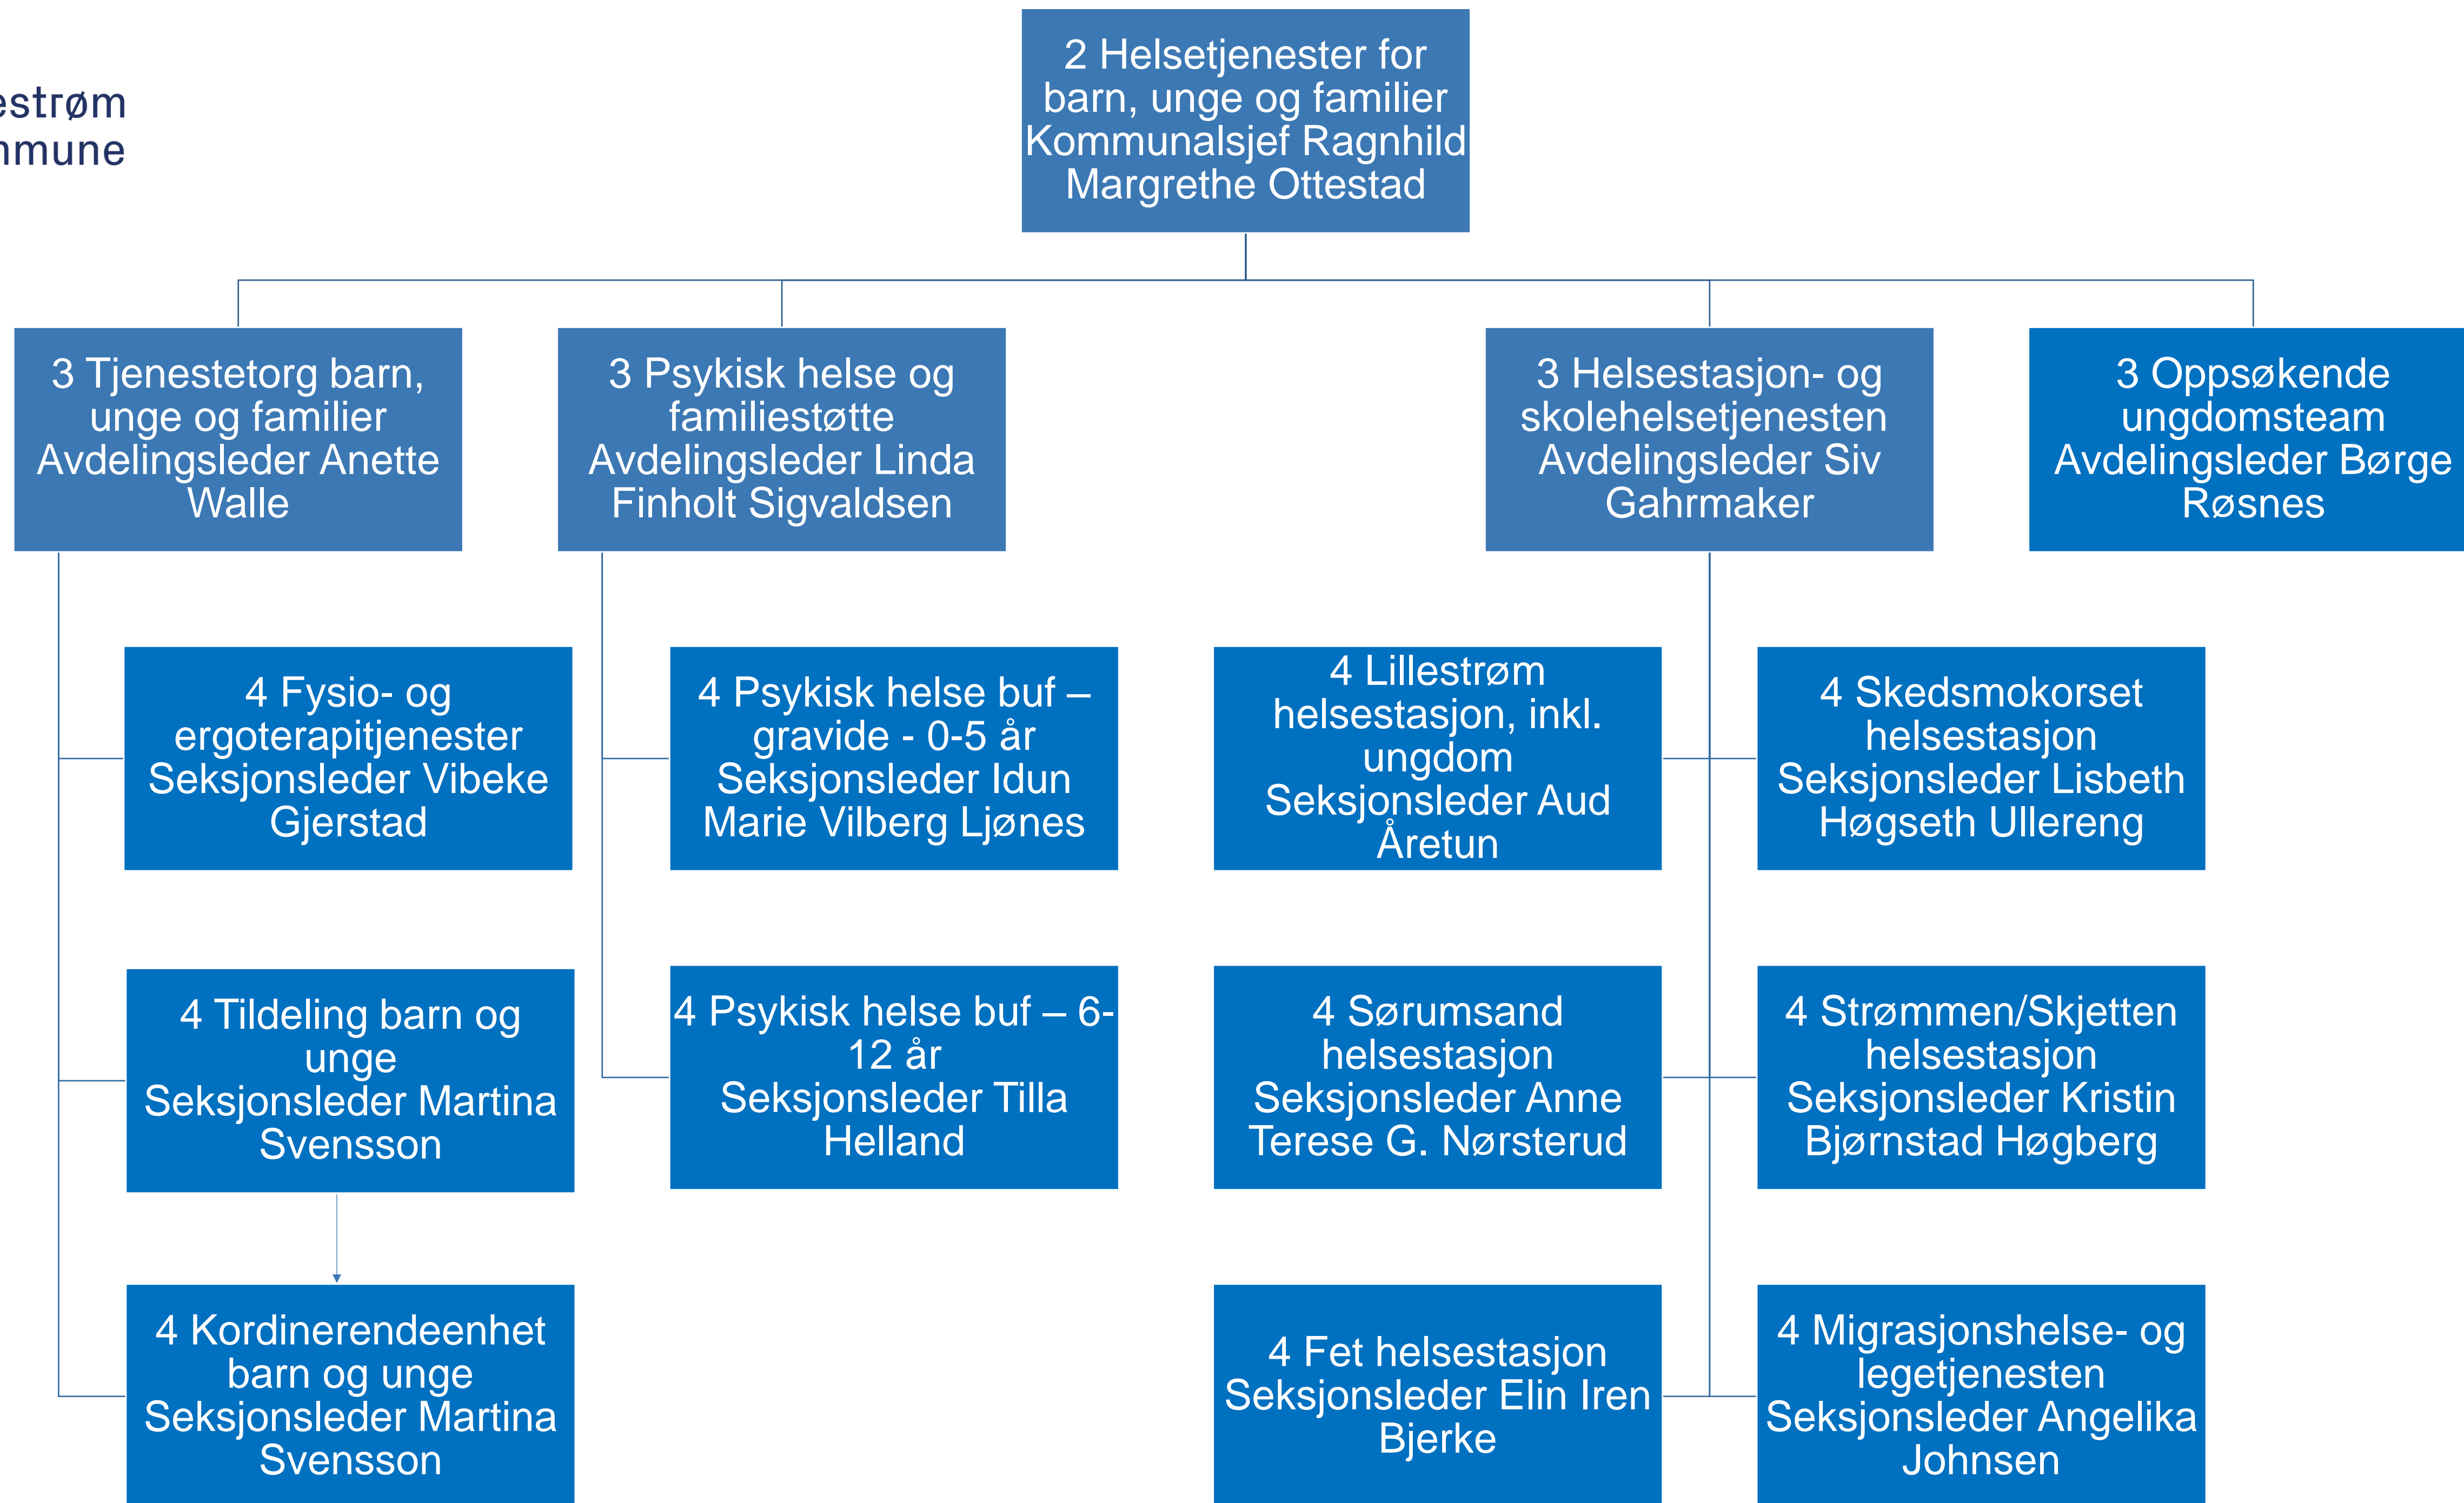 estrøm
mmune
2 Helsetjenester for
barn, unge og familier
Kommunalsjef Ragnhild
Margrethe Ottestad
3 Tjenestetorg barn,
unge og familier
Avdelingsleder Anette
Walle
3 Psykisk helse og
familiestøtte
Avdelingsleder Linda
Finholt Sigvaldsen
3 Helsestasjon- og
skolehelsetjenesten
Avdelingsleder Siv
Gahrmaker
3 Oppsøkende
ungdomsteam
Avdelingsleder Børge
Røsnes
4 Fysio- og
ergoterapitjenester
Seksjonsleder Vibeke
Gjerstad
4 Psykisk helse buf –
gravide - 0-5 år
Seksjonsleder Idun
Marie Vilberg Ljønes
4 Lillestrøm
helsestasjon, inkl.
ungdom
Seksjonsleder Aud
Åretun
4 Skedsmokorset
helsestasjon
Seksjonsleder Lisbeth
Høgseth Ullereng
4 Tildeling barn og
unge
Seksjonsleder Martina
Svensson
4 Psykisk helse buf – 6-
12 år
Seksjonsleder Tilla
Helland
4 Sørumsand
helsestasjon
Seksjonsleder Anne
Terese G. Nørsterud
4 Strømmen/Skjetten
helsestasjon
Seksjonsleder Kristin
Bjørnstad Høgberg
4 Kordinerendeenhet
barn og unge
Seksjonsleder Martina
Svensson
4 Fet helsestasjon
Seksjonsleder Elin Iren
Bjerke
4 Migrasjonshelse- og
legetjenesten
Seksjonsleder Angelika
Johnsen